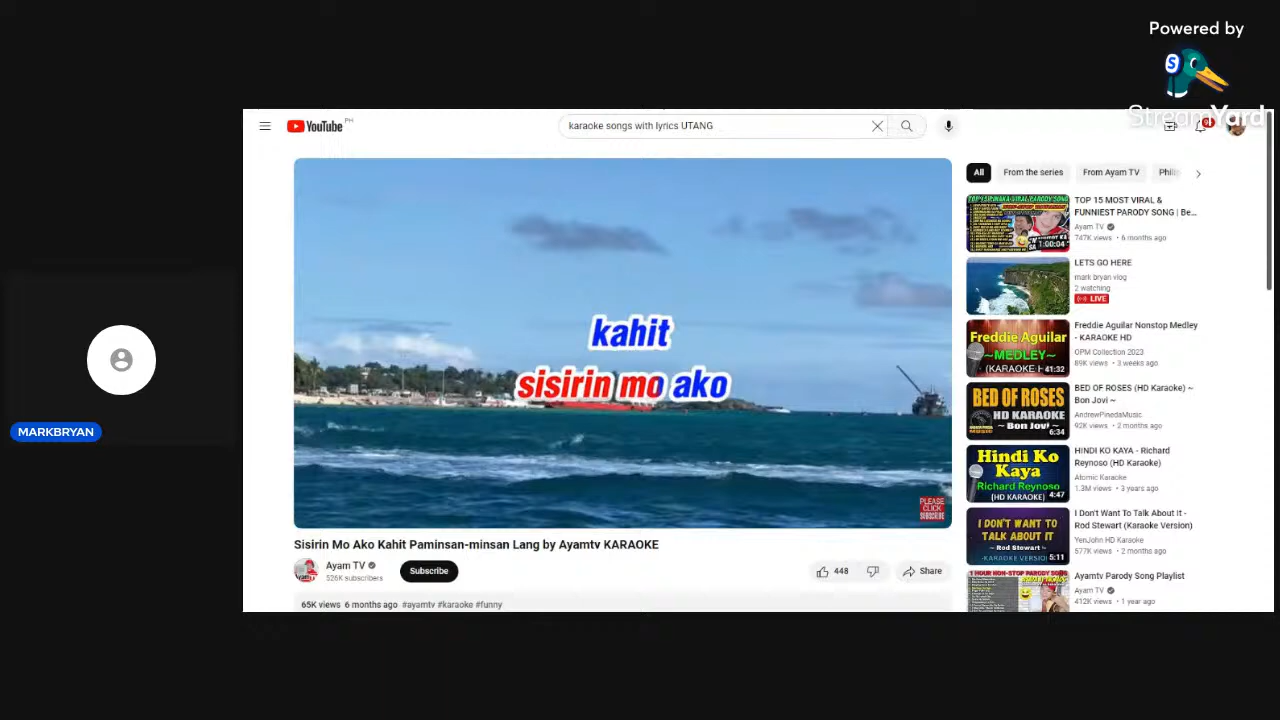 Powered by
S
StreamYard
YouTube PH
karaoke songs with lyrics UTANG
kahit
sisirin mo ako
PLEASE
CLICK
SUBSCRIBE
Sisirin Mo Ako Kahit Paminsan-minsan Lang by Ayamtv KARAOKE
Ayam TV
526K subscribers
Subscribe
448
Share
65K views 6 months ago #ayamtv #karaoke #funny
MARKBRYAN
All
From the series
From Ayam TV
1:00:04
TOP 15 MOST VIRAL &
FUNNIEST PARODY SONG | Be...
Ayam TV
747K views • 6 months ago
LETS GO HERE
mark bryan vlog
2 watching
LIVE
Freddie Aguilar
~MEDLEY~
(KARAOKE H
41:32
Freddie Aguilar Nonstop Medley
- KARAOKE HD
OPM Collection 2023
89K views • 3 weeks ago
BED OF ROSES
HD KARAOKE
~ Bon Jovi ~
6:34
BED OF ROSES (HD Karaoke) ~
Bon Jovi ~
AndrewPinedaMusic
92K views • 2 months ago
Hindi Ko
Kaya
Richard
Reynoso
(HD KARAOKE)
4:47
HINDI KO KAYA - Richard
Reynoso (HD Karaoke)
Atomic Karaoke
1.3M views • 3 years ago
I DON'T WANT TO
TALK ABOUT IT
~ Rod Stewart ~
-KARAOKE VERSIO
5:11
I Don't Want To Talk About It -
Rod Stewart (Karaoke Version)
YenJohn HD Karaoke
577K views • 2 months ago
1 HOUR NON-STOP PARODY SONG
Ayamtv Parody Song Playlist
Ayam TV
412K views • 1 year ago